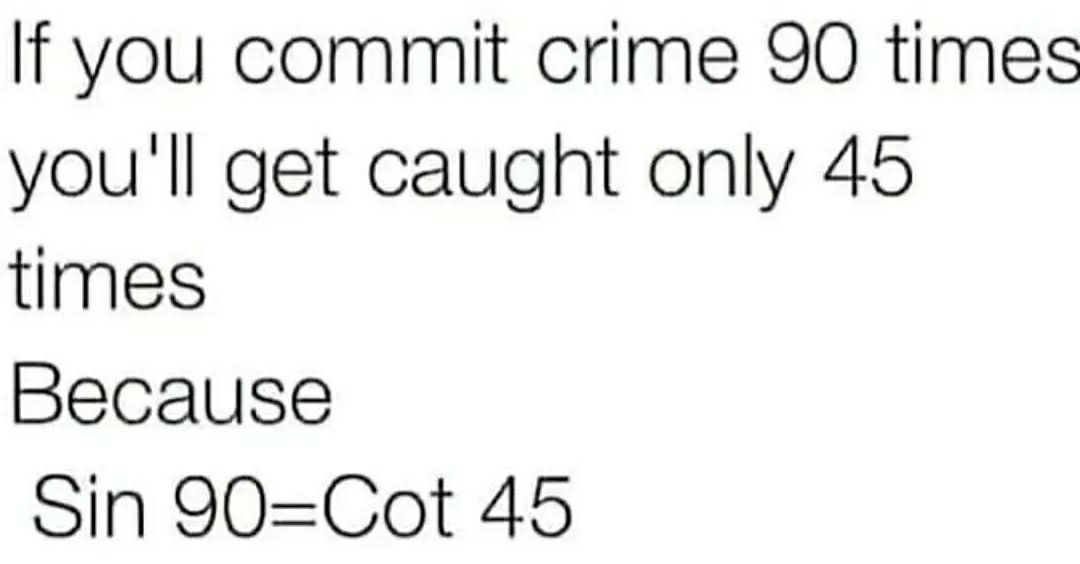 If you commit crime 90 times
you'll get caught only 45
times
Because
Sin 90=Cot 45